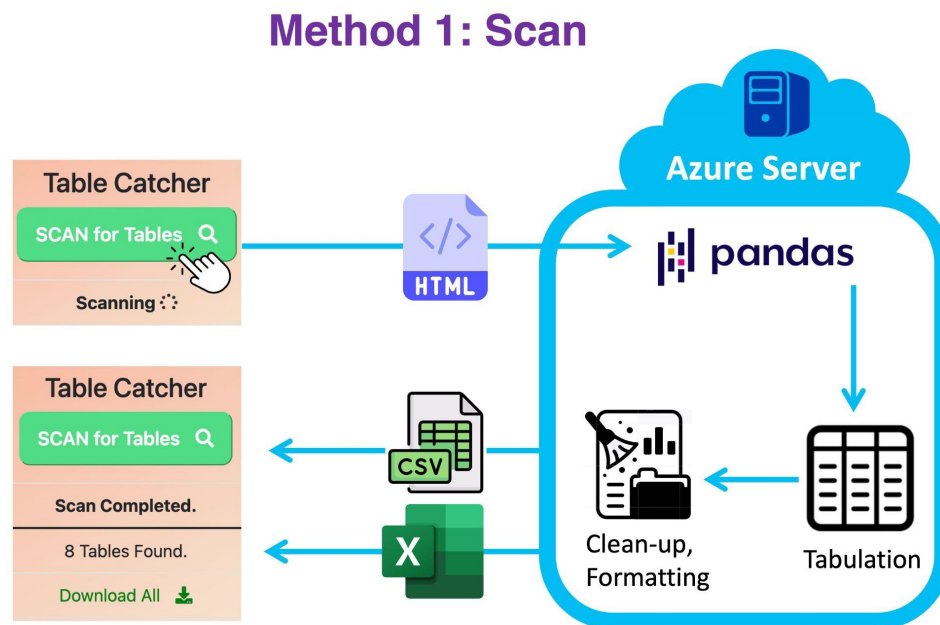 Method 1: Scan
Azure Server
Table Catcher
SCAN for Tables
Scanning
</>
HTML
pandas
Table Catcher
SCAN for Tables
Scan Completed.
8 Tables Found.
Download All
CSV
X
Clean-up,
Formatting
Tabulation